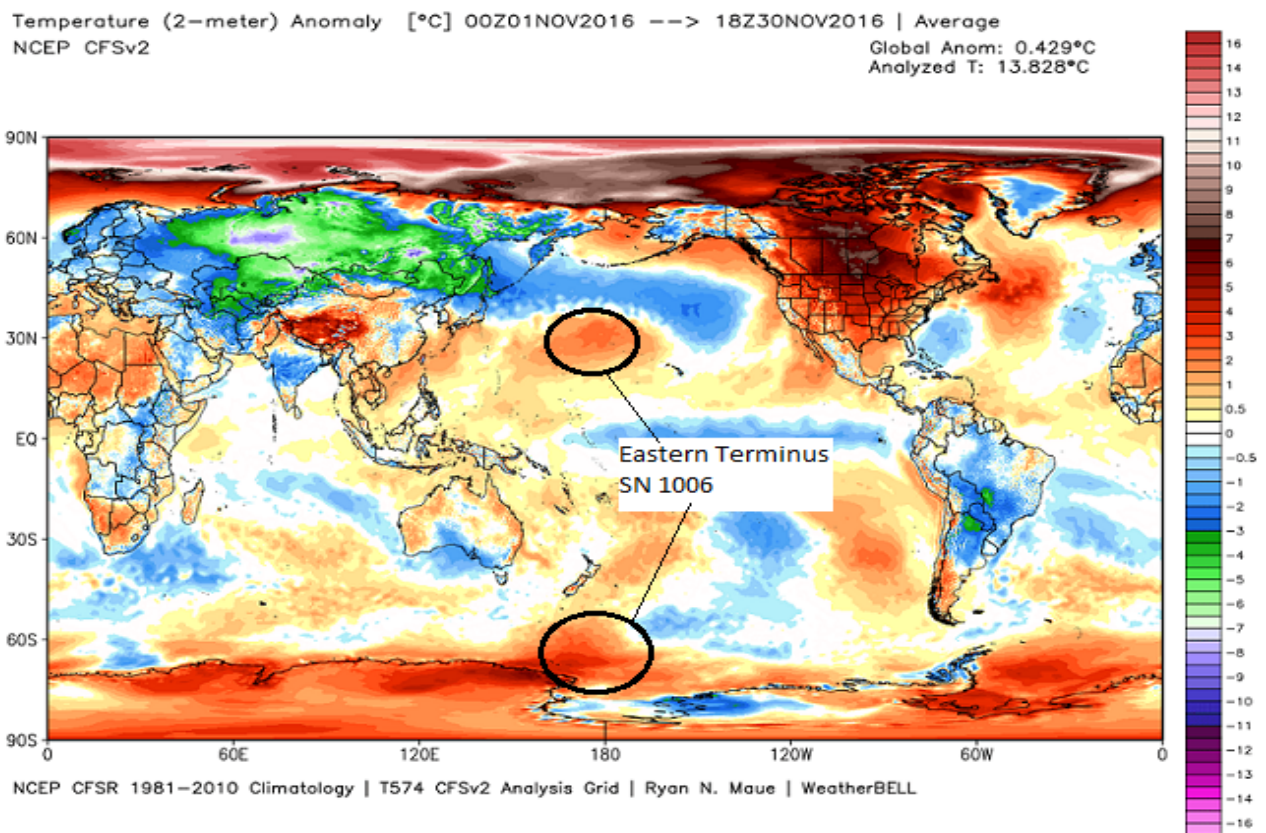 Temperature (2-meter) Anomaly [°C] 00Z01NOV2016 --> 18Z30NOV2016 | Average
NCEP CFSv2
Global Anom: 0.429°C
Analyzed T: 13.828°C
90N
60N
30N
EQ
30S
60S
90S
0
60E
120E
180
120W
60W
0
Eastern Terminus
SN 1006
16
14
13
12
11
10
9
8
7
6
5
4
3
2
1
0.5
0
-0.5
-1
-2
-3
-4
-5
-6
-7
-8
-9
-10
-11
-12
-13
-14
-16
NCEP CFSR 1981-2010 Climatology | T574 CFSv2 Analysis Grid | Ryan N. Maue | WeatherBELL